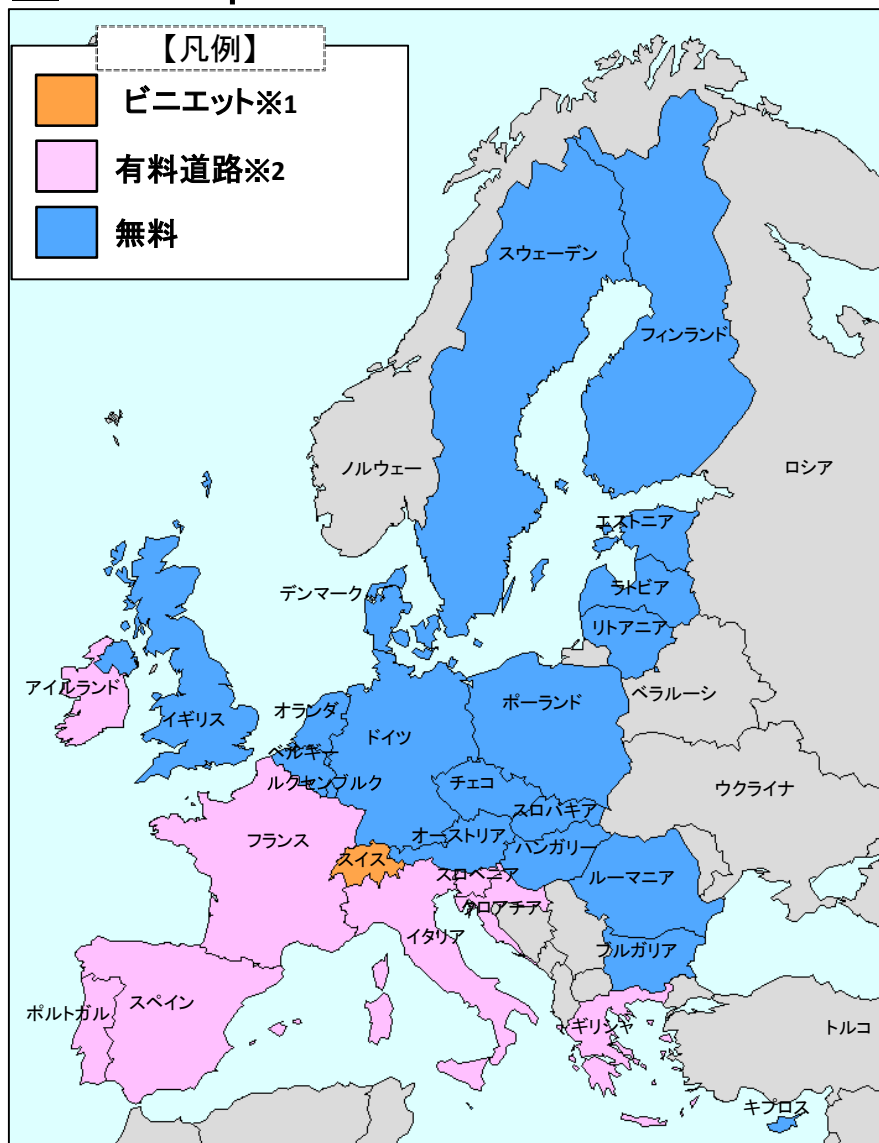 【凡例】
ビニエット※1
有料道路※2
無料
スウェーデン
フィンランド
ノルウェー
ロシア
エストニア
デンマーク
ラトビア
リトアニア
アイルランド
イギリス
オランダ
ドイツ
ポーランド
ベラルーシ
ベルギー
ルクセンブルク
チェコ
ウクライナ
スロバキア
フランス
オーストリア
ハンガリー
スイス
スロベニア
ルーマニア
クロアチア
イタリア
ブルガリア
ポルトガル
スペイン
ギリシャ
トルコ
キプロス